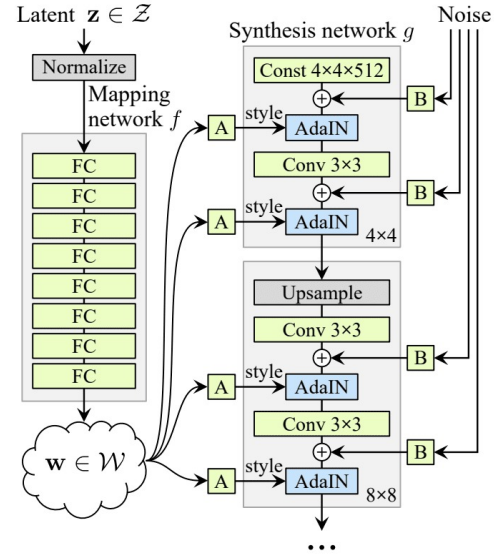 Latent z ∈ 𝒵
Normalize
Mapping
network f
FC
FC
FC
FC
FC
FC
FC
FC
w ∈ 𝒲
Synthesis network g
Noise
Const 4×4×512
B
A
style
AdaIN
Conv 3×3
B
A
style
AdaIN
4×4
Upsample
Conv 3×3
B
A
style
AdaIN
Conv 3×3
B
A
style
AdaIN
8×8
...